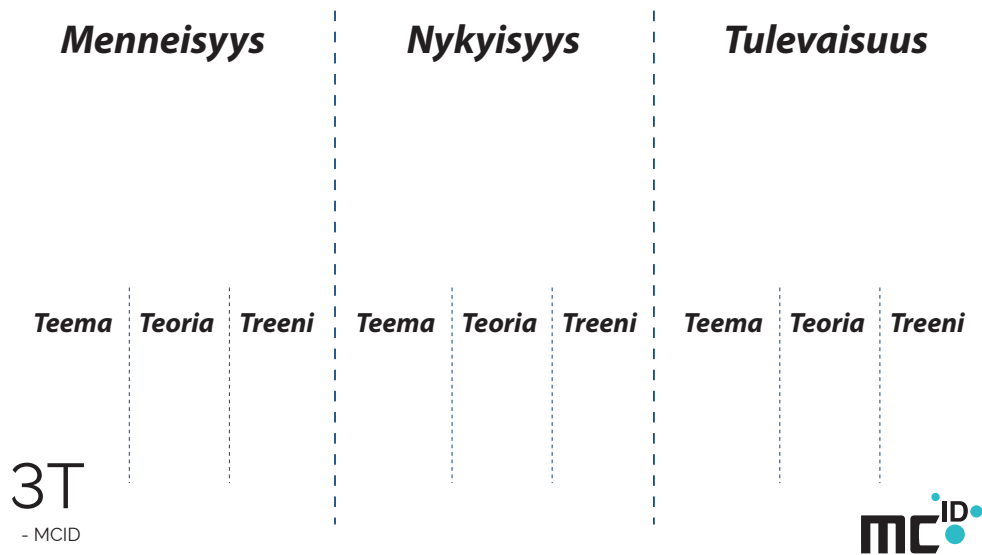 Menneisyys Nykyisyys Tulevaisuus
Teema Teoria Treeni Teema Teoria Treeni Teema Teoria Treeni
3T
- MCID
mc ID